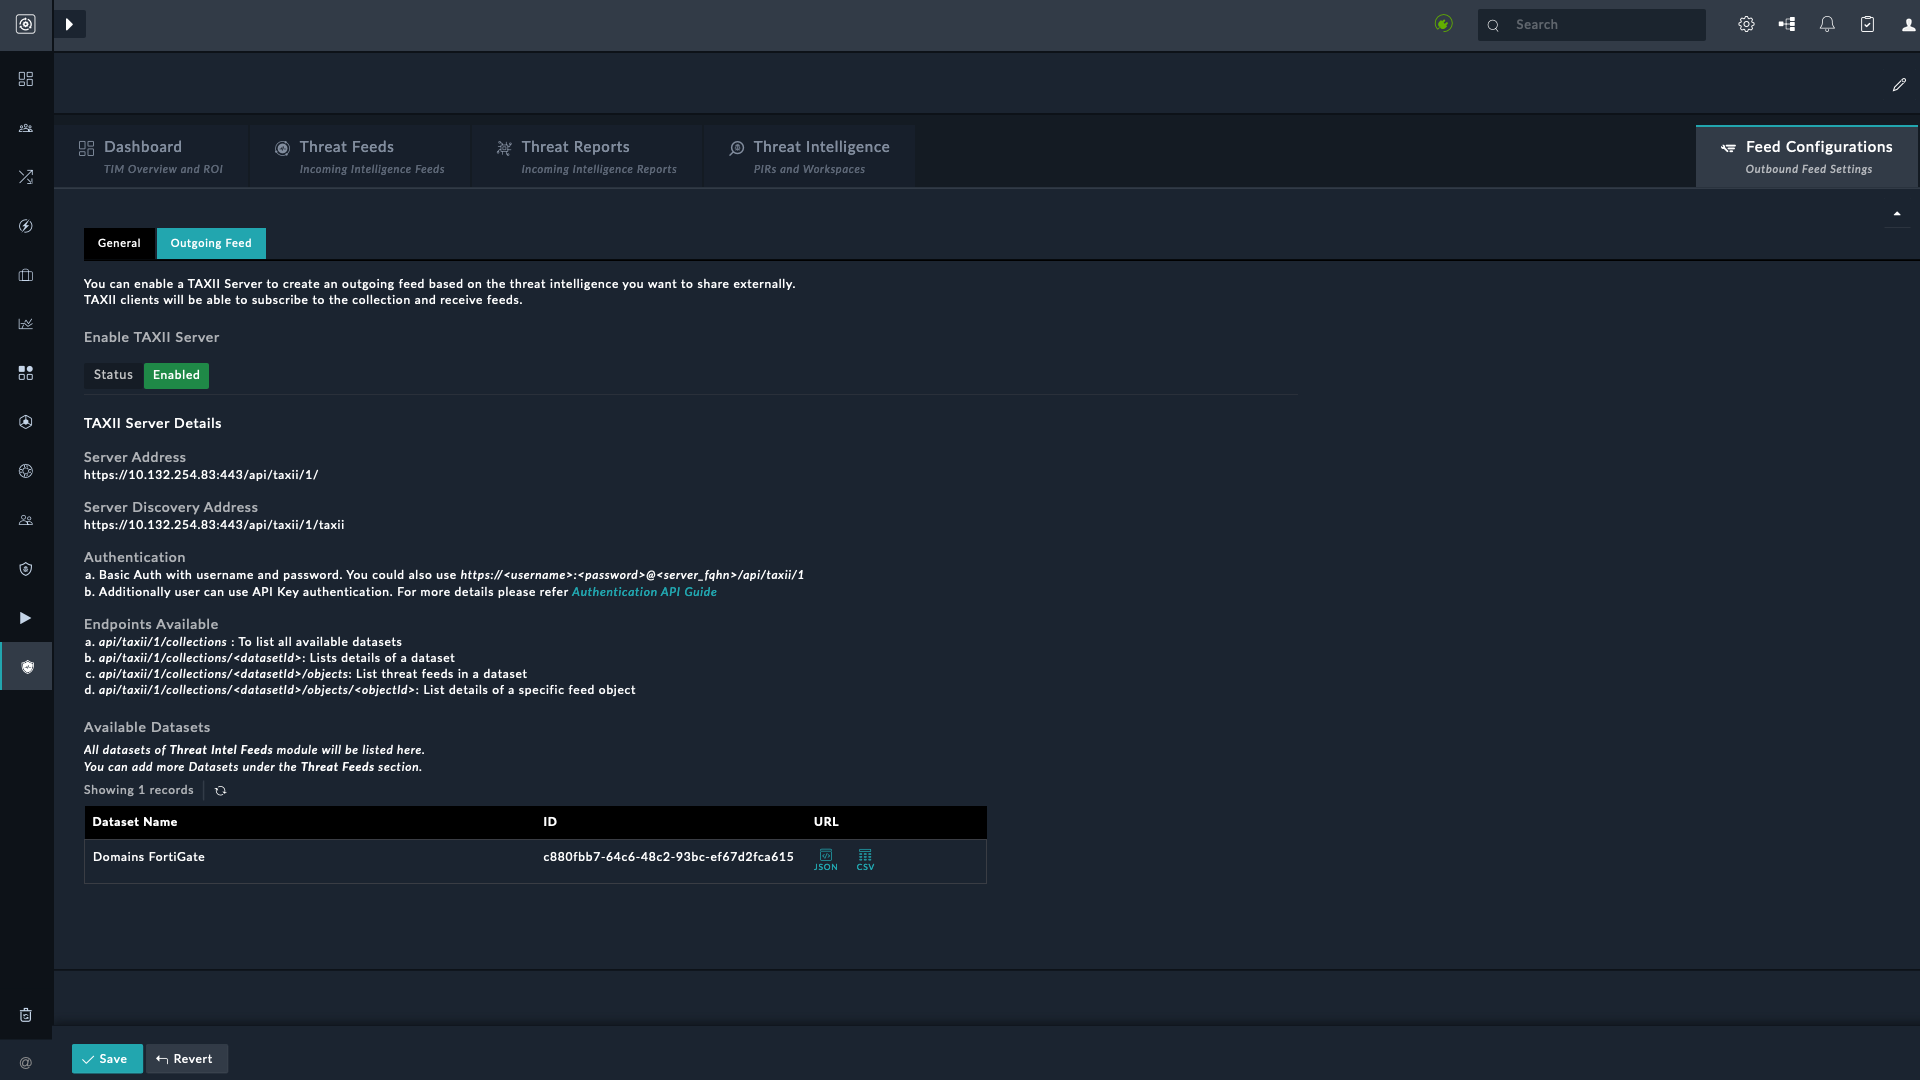 Search
Dashboard
TIM Overview and ROI
Threat Feeds
Incoming Intelligence Feeds
Threat Reports
Incoming Intelligence Reports
Threat Intelligence
PIRs and Workspaces
Feed Configurations
Outbound Feed Settings
General
Outgoing Feed
You can enable a TAXII Server to create an outgoing feed based on the threat intelligence you want to share externally.
TAXII clients will be able to subscribe to the collection and receive feeds.
Enable TAXII Server
Status Enabled
TAXII Server Details
Server Address
https://10.132.254.83:443/api/taxii/1/
Server Discovery Address
https://10.132.254.83:443/api/taxii/1/taxii
Authentication
a. Basic Auth with username and password. You could also use https://<username>:<password>@<server_fqhn>/api/taxii/1
b. Additionally user can use API Key authentication. For more details please refer Authentication API Guide
Endpoints Available
a. api/taxii/1/collections : To list all available datasets
b. api/taxii/1/collections/<datasetId>: Lists details of a dataset
c. api/taxii/1/collections/<datasetId>/objects: List threat feeds in a dataset
d. api/taxii/1/collections/<datasetId>/objects/<objectId>: List details of a specific feed object
Available Datasets
All datasets of Threat Intel Feeds module will be listed here.
You can add more Datasets under the Threat Feeds section.
Showing 1 records
Dataset Name ID URL
Domains FortiGate c880fbb7-64c6-48c2-93bc-ef67d2fca615 JSON CSV
Save Revert
@